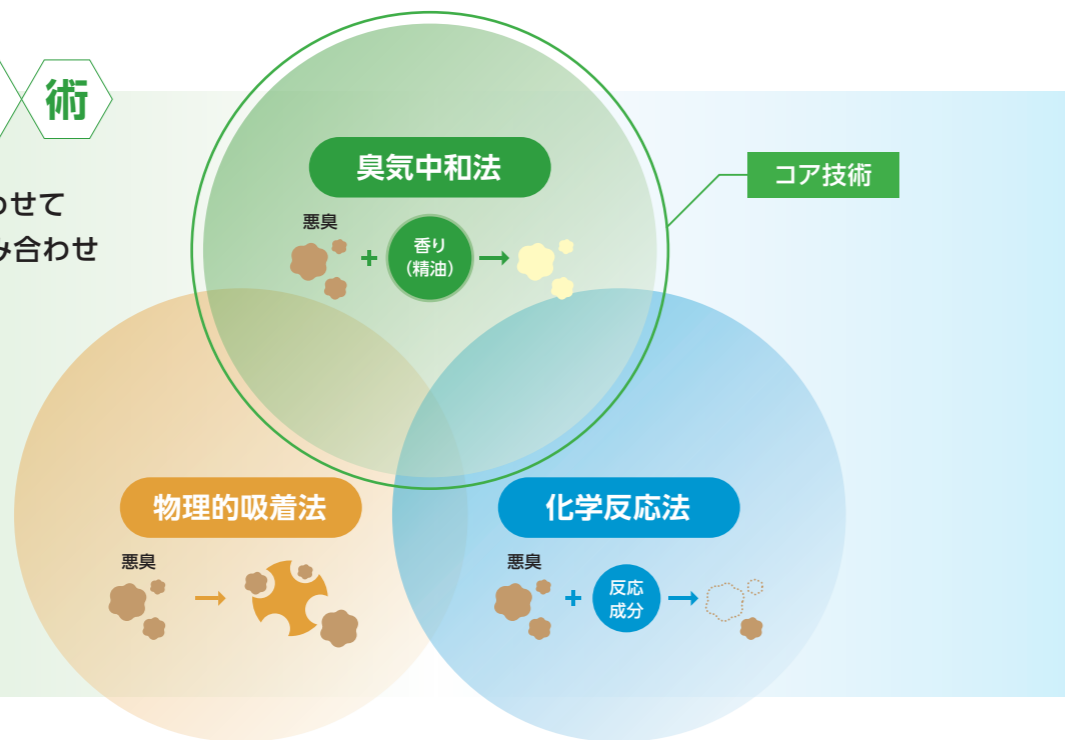 術
わせて
み合わせ
臭気中和法
悪臭
+
香り
(精油)
コア技術
物理的吸着法
悪臭
化学反応法
悪臭
+
反応
成分